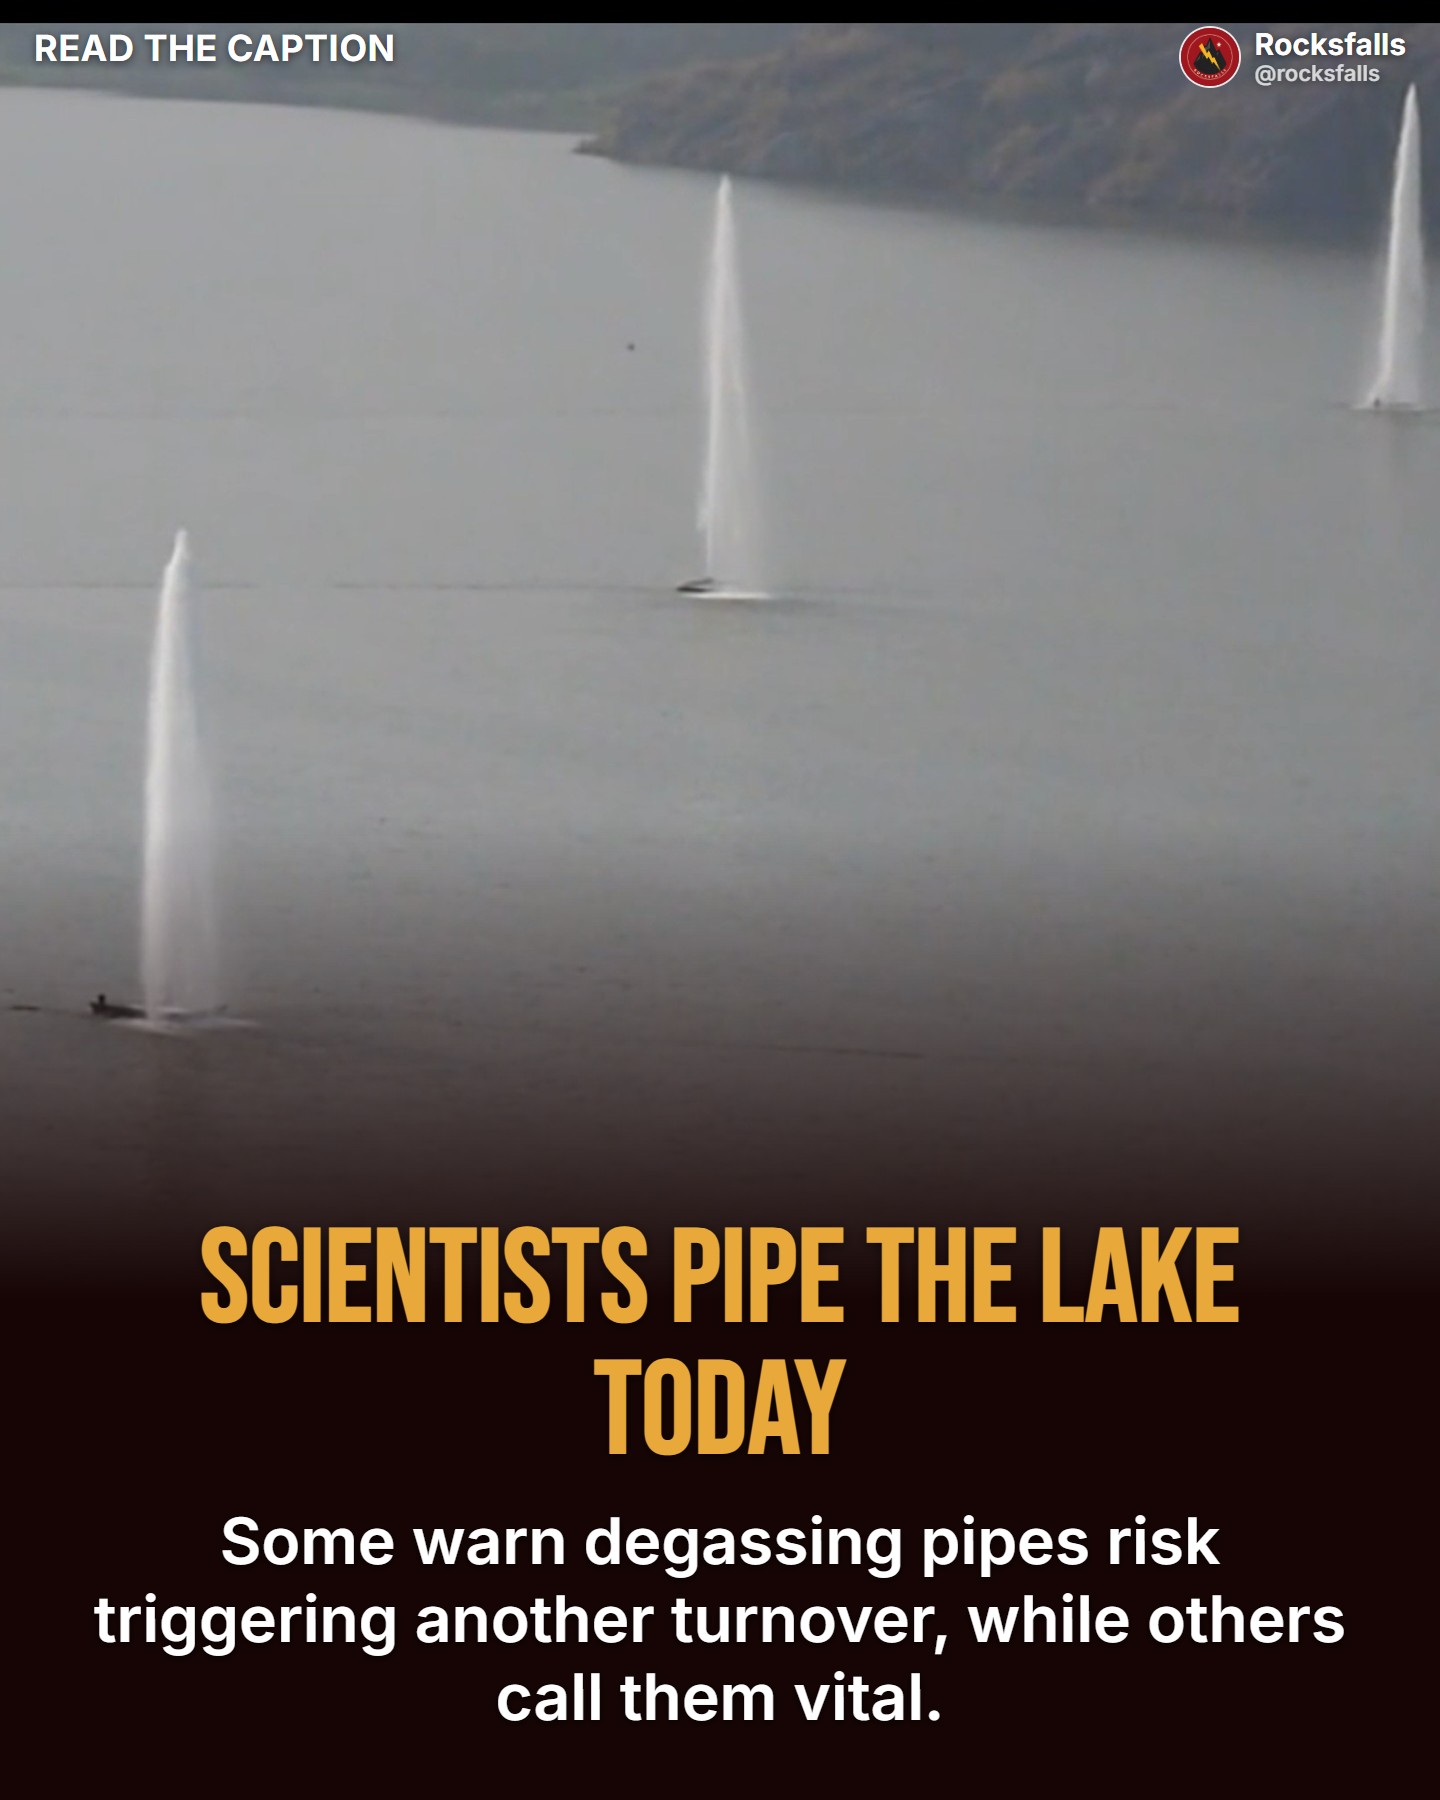 READ THE CAPTION
Rocksfalls
@rocksfalls
SCIENTISTS PIPE THE LAKE
TODAY
Some warn degassing pipes risk
triggering another turnover, while others
call them vital.